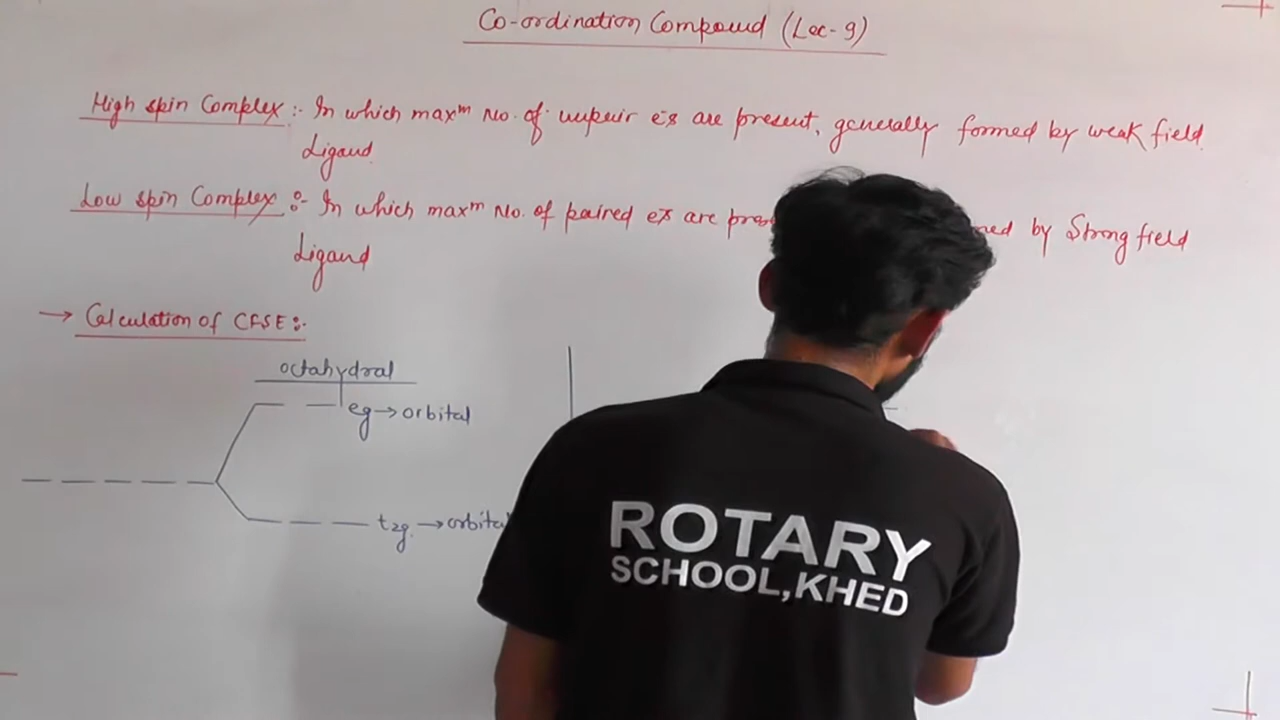 Co-ordination Compound (Lec-9)
High spin Complex :- In which maxᵐ No. of unpair e⁻s are present, generally formed by weak field
Ligand
Low spin Complex :- In which maxᵐ No. of paired e⁻s are by Strong field
Ligand
→ Calculation of CFSE :-
octahydral
eg → orbital
t2g. → orbital
ROTARY
SCHOOL,KHED